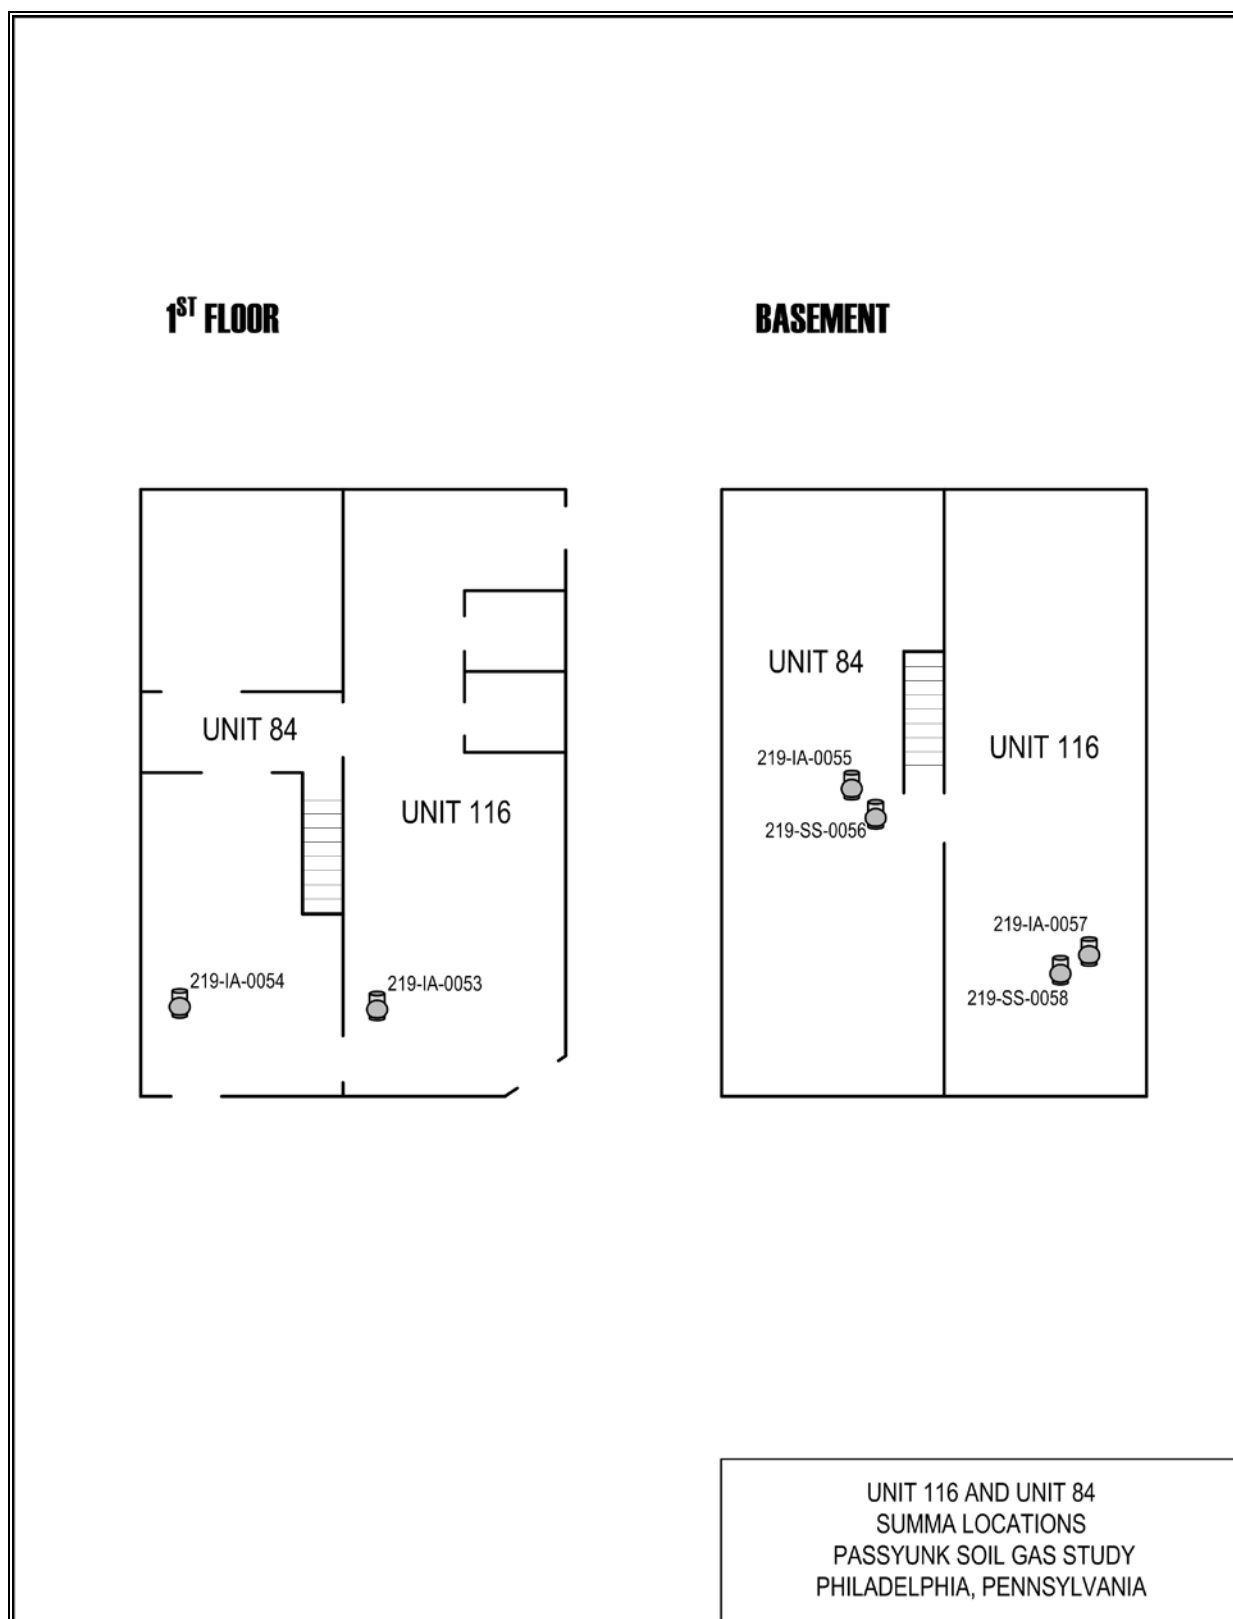 1ST FLOOR
BASEMENT
UNIT 84
UNIT 116
219-IA-0054
219-IA-0053
UNIT 84
UNIT 116
219-IA-0055
219-SS-0056
219-IA-0057
219-SS-0058
UNIT 116 AND UNIT 84
SUMMA LOCATIONS
PASSYUNK SOIL GAS STUDY
PHILADELPHIA, PENNSYLVANIA